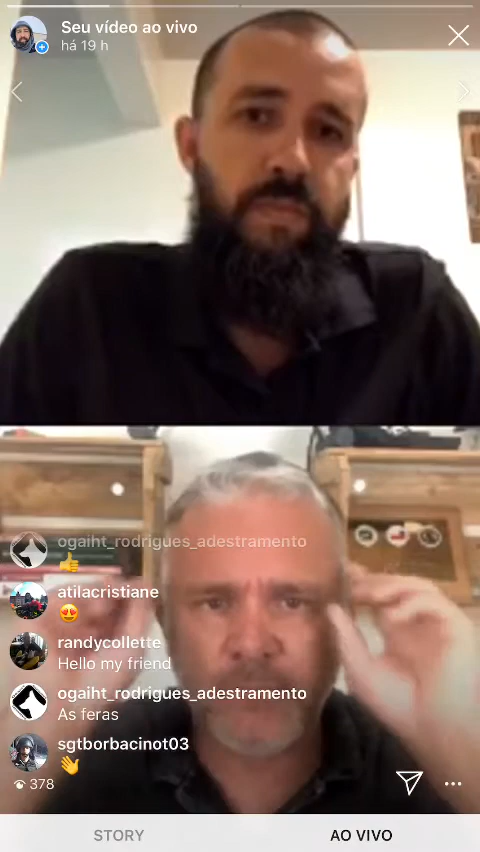 Seu vídeo ao vivo
há 19 h
ogaiht_rodrigues_adestramento
👍
atilacristiane
😍
randycollette
Hello my friend
ogaiht_rodrigues_adestramento
As feras
sgtborbacinot03
👋
378
STORY
AO VIVO